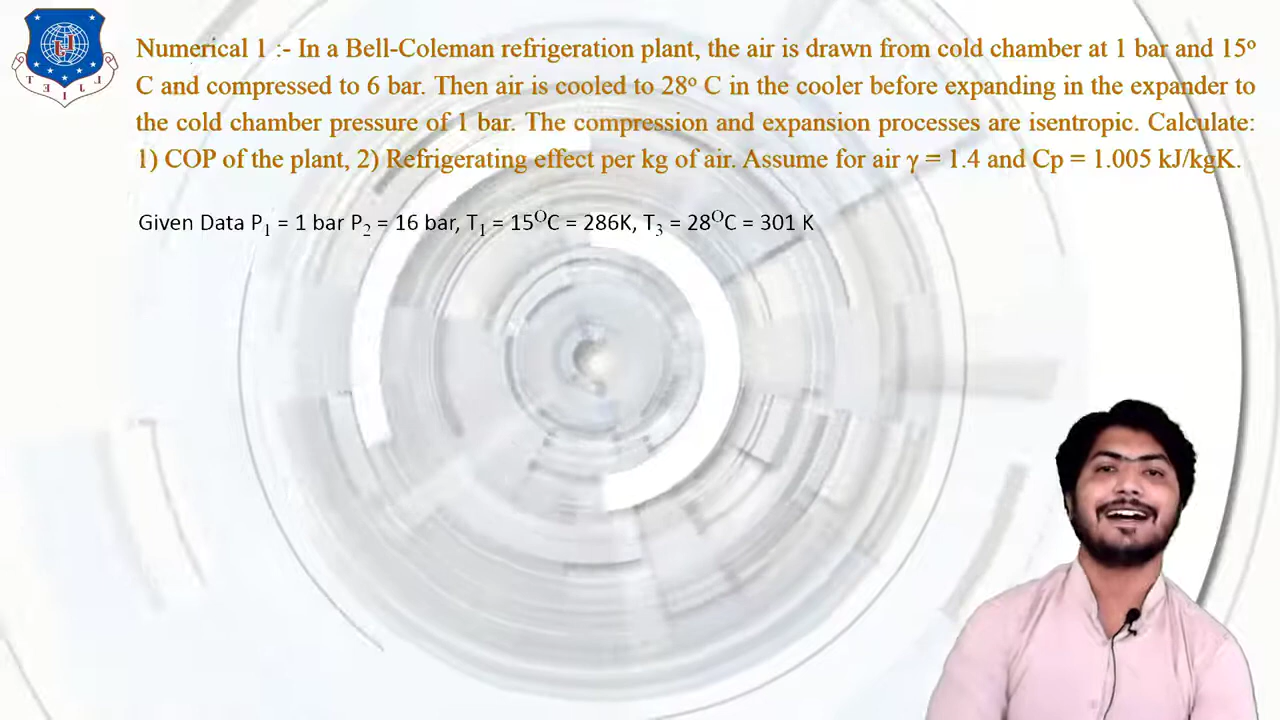 Numerical 1 :- In a Bell-Coleman refrigeration plant, the air is drawn from cold chamber at 1 bar and 15º
C and compressed to 6 bar. Then air is cooled to 28º C in the cooler before expanding in the expander to
the cold chamber pressure of 1 bar. The compression and expansion processes are isentropic. Calculate:
1) COP of the plant, 2) Refrigerating effect per kg of air. Assume for air γ = 1.4 and Cp = 1.005 kJ/kgK.
Given Data P₁ = 1 bar P₂ = 16 bar, T₁ = 15ᴼC = 286K, T₃ = 28ᴼC = 301 K